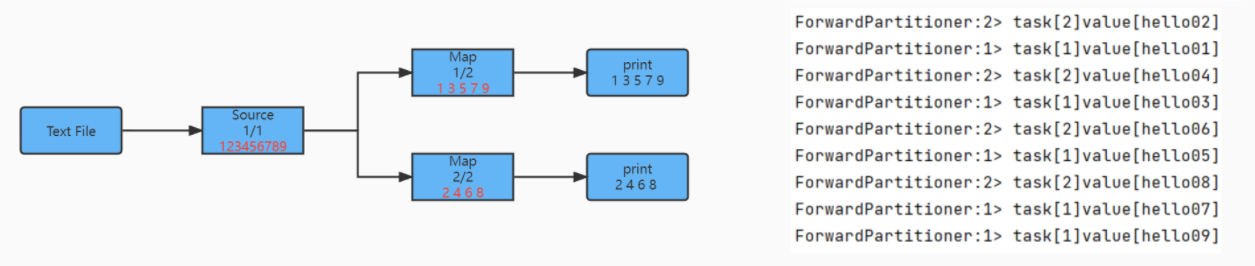 Text File
Source
1/1
123456789
Map
1/2
1 3 5 7 9
print
1 3 5 7 9
Map
2/2
2 4 6 8
print
2 4 6 8
ForwardPartitioner:2> task[2]value[hello02]
ForwardPartitioner:1> task[1]value[hello01]
ForwardPartitioner:2> task[2]value[hello04]
ForwardPartitioner:1> task[1]value[hello03]
ForwardPartitioner:2> task[2]value[hello06]
ForwardPartitioner:1> task[1]value[hello05]
ForwardPartitioner:2> task[2]value[hello08]
ForwardPartitioner:1> task[1]value[hello07]
ForwardPartitioner:1> task[1]value[hello09]